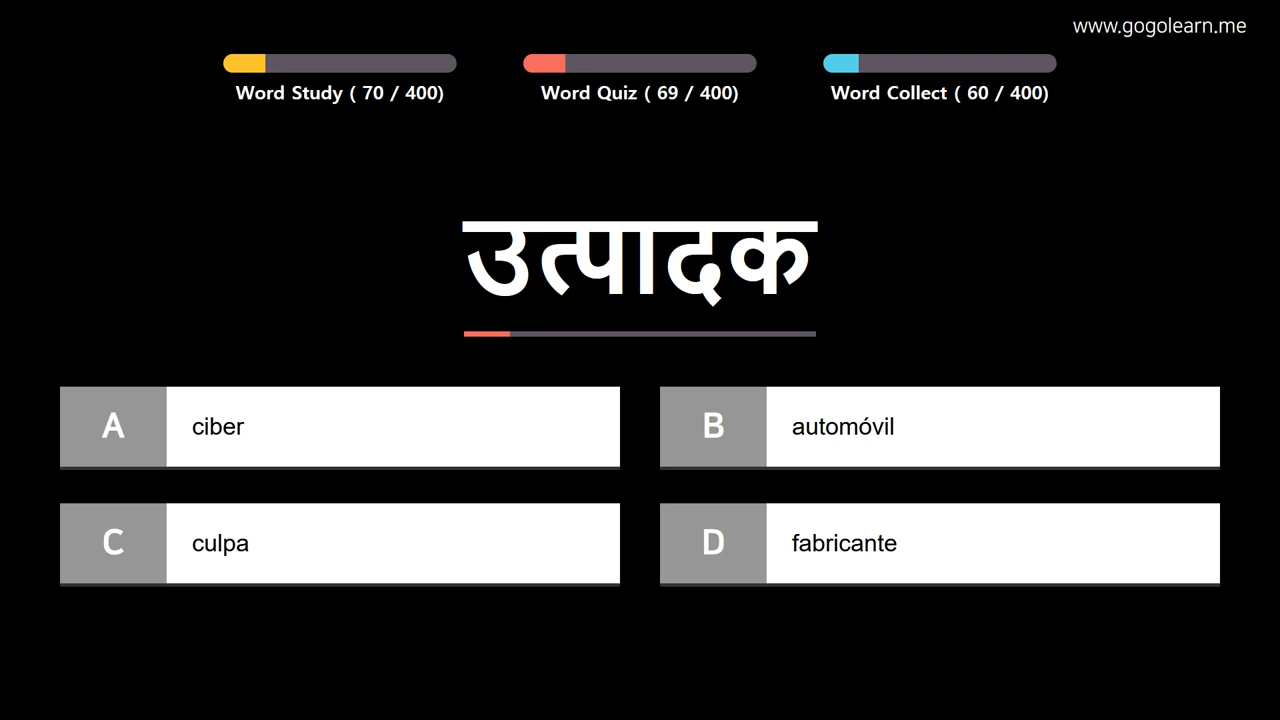 www.gogolearn.me
Word Study ( 70 / 400)
Word Quiz ( 69 / 400)
Word Collect ( 60 / 400)
उत्पादक
A ciber
B automóvil
C culpa
D fabricante